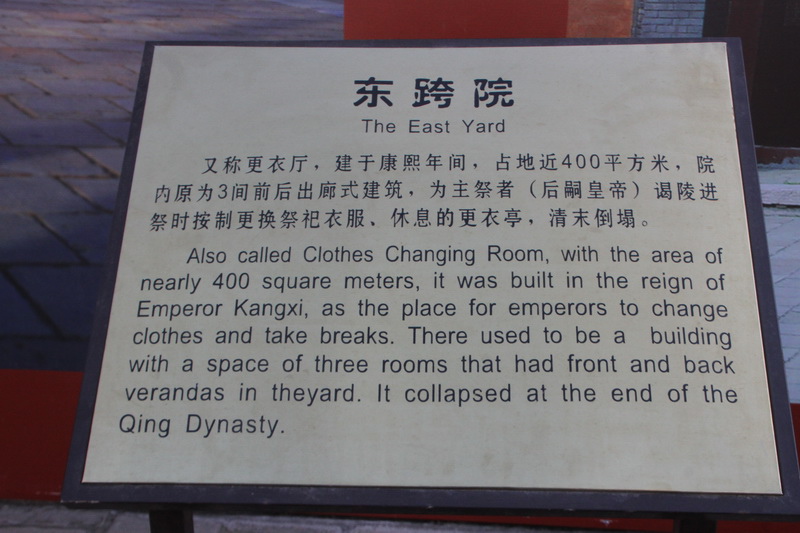 东跨院
The East Yard
又称更衣厅，建于康熙年间，占地近400平方米，院
内原为3间前后出廊式建筑，为主祭者（后嗣皇帝）谒陵进
祭时按制更换祭祀衣服、休息的更衣亭，清末倒塌。
Also called Clothes Changing Room, with the area of
nearly 400 square meters, it was built in the reign of
Emperor Kangxi, as the place for emperors to change
clothes and take breaks. There used to be a building
with a space of three rooms that had front and back
verandas in theyard. It collapsed at the end of the
Qing Dynasty.